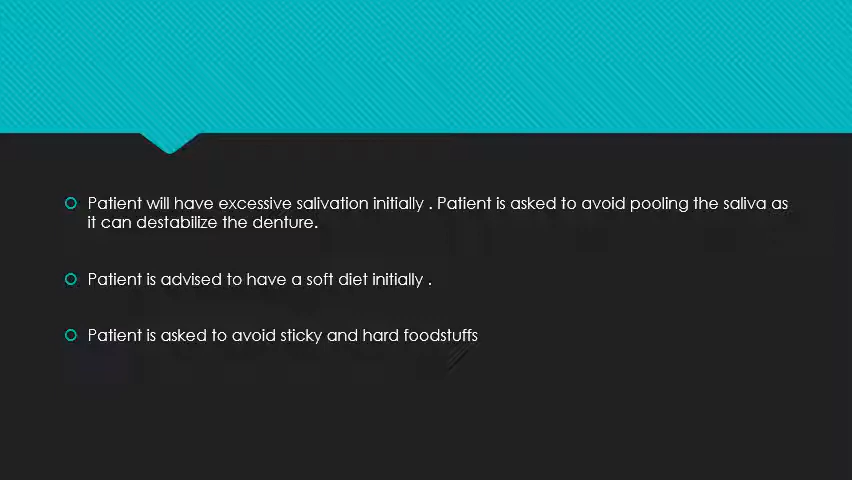 Patient will have excessive salivation initially . Patient is asked to avoid pooling the saliva as
it can destabilize the denture.
Patient is advised to have a soft diet initially .
Patient is asked to avoid sticky and hard foodstuffs